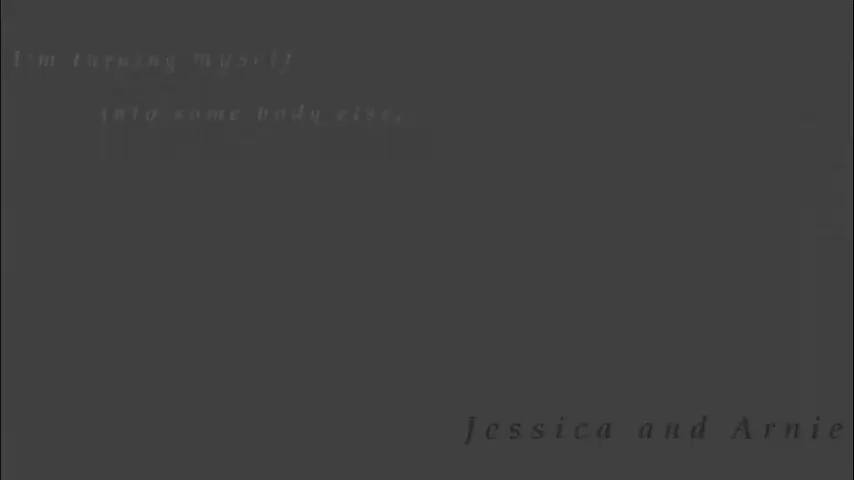 I'm turning myself
into some body else,
Jessica and Arnie